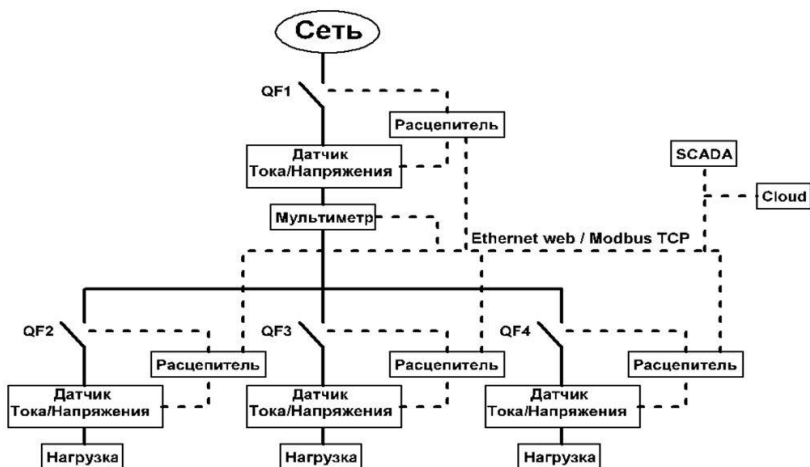 Сеть
QF1
Расцепитель
Датчик
Тока/Напряжения
SCADA
Cloud
Мультиметр
Ethernet web / Modbus TCP
QF2
QF3
QF4
Расцепитель
Расцепитель
Расцепитель
Датчик
Тока/Напряжения
Датчик
Тока/Напряжения
Датчик
Тока/Напряжения
Нагрузка
Нагрузка
Нагрузка